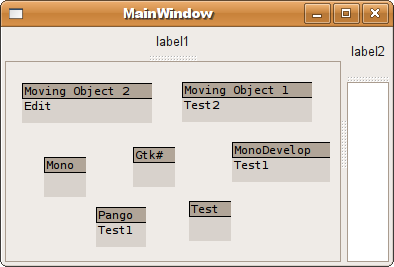 MainWindow
label1
label2
Moving Object 2
Edit
Moving Object 1
Test2
Mono
Gtk#
MonoDevelop
Test1
Pango
Test1
Test